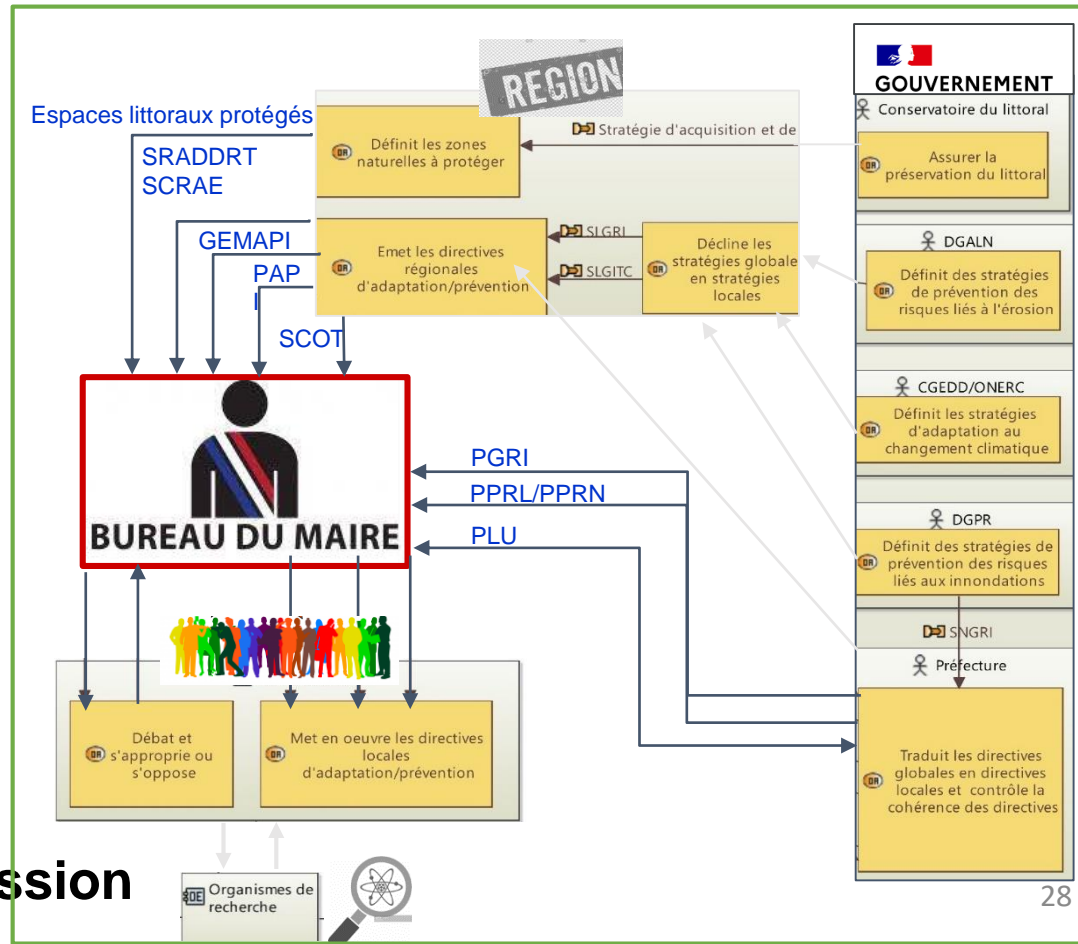 REGION
GOUVERNEMENT
Espaces littoraux protégés
SRADDRT
SCRAE
GEMAPI
PAP
I
SCOT
Définit les zones
naturelles à protéger
Stratégie d'acquisition et de
Emet les directives
régionales
d'adaptation/prévention
SLGRI
SLGITC
Décline les
stratégies globale
en stratégies
locales
Conservatoire du littoral
Assurer la
préservation du littoral
DGALN
Définit des stratégies
de prévention des
risques liés à l'érosion
CGEDD/ONERC
Définit les stratégies
d'adaptation au
changement climatique
DGPR
Définit des stratégies de
prévention des risques
liés aux innondations
SNGRI
Préfecture
Traduit les directives
globales en directives
locales et contrôle la
cohérence des directives
BUREAU DU MAIRE
PGRI
PPRL/PPRN
PLU
Débat et
s'approprie ou
s'oppose
Met en oeuvre les directives
locales
d'adaptation/prévention
ssion
OE Organismes de
recherche
28